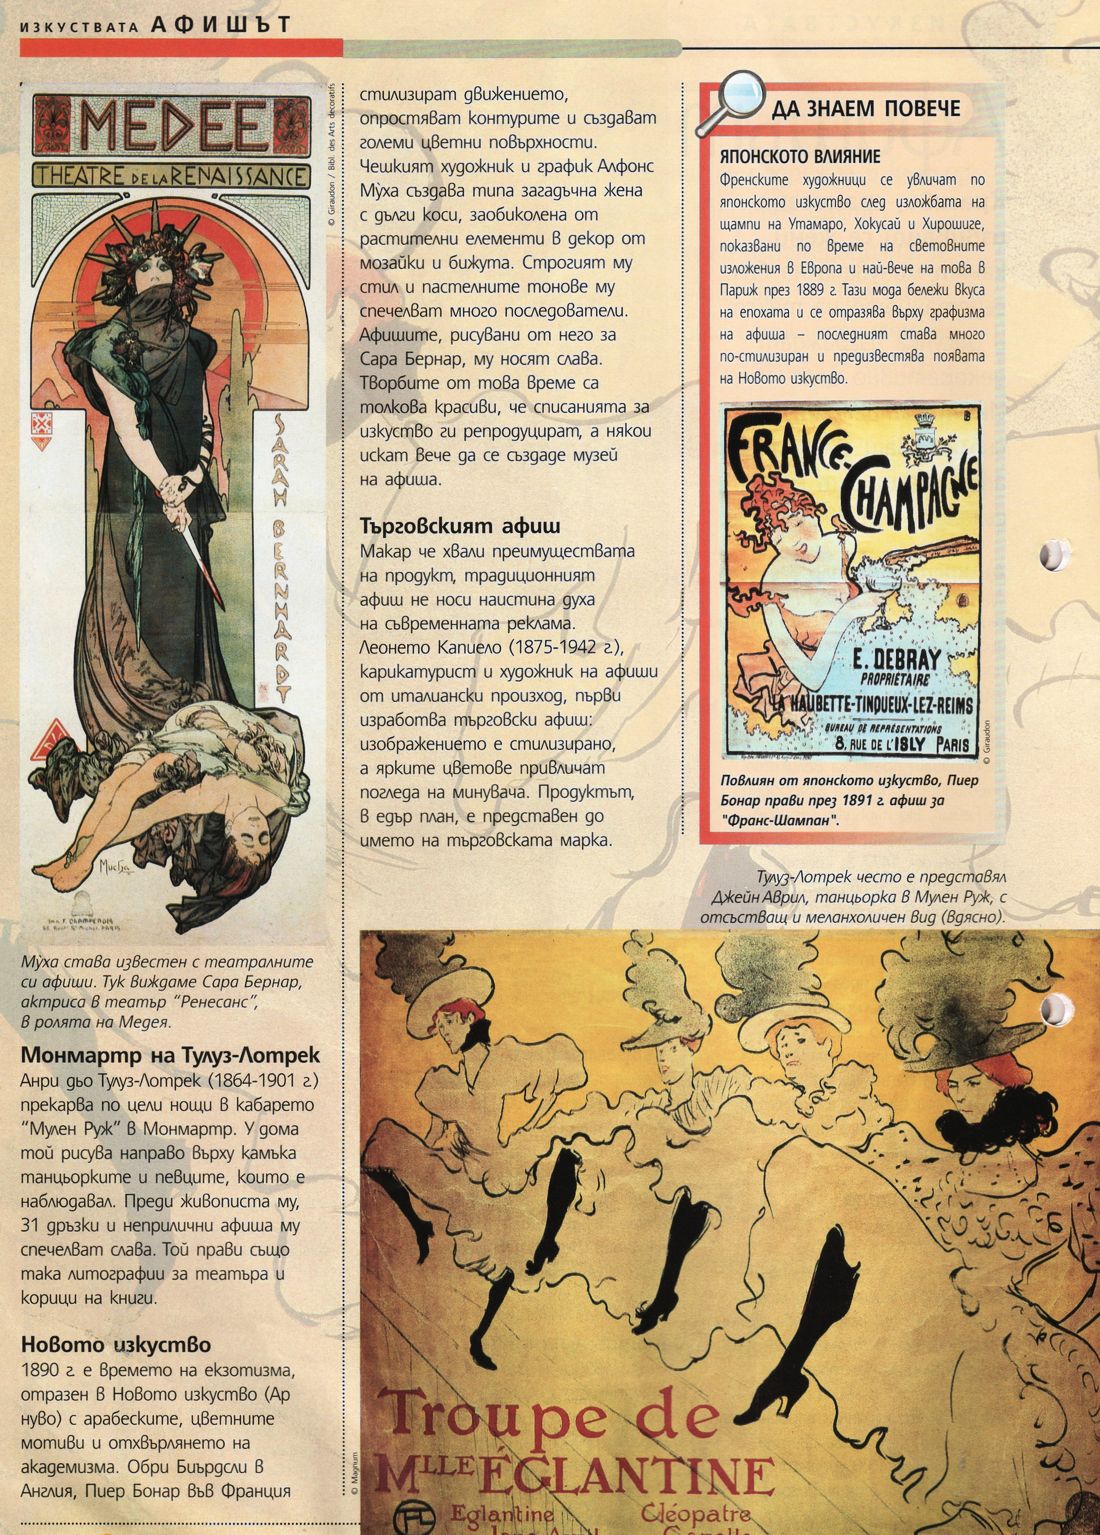 ИЗКУСТВАТА АФИШЪТ
MEDEE
THEATRE DE LA RENAISSANCE
SARAH BERNHARDT
Mucha
IMP. F. CHAMPENOIS
© Giraudon / Bibl. des Arts decoratifs
Му̀ха става известен с театралните
си афиши. Тук виждаме Сара Бернар,
актриса в театър “Ренесанс”,
в ролята на Медея.
Монмартр на Тулуз-Лотрек
Анри дьо Тулуз-Лотрек (1864-1901 г.)
прекарва по цели нощи в кабарето
“Мулен Руж” в Монмартр. У дома
той рисува направо върху камъка
танцьорките и певците, които е
наблюдавал. Преди живописта му,
31 дръзки и неприлични афиша му
спечелват слава. Той прави също
така литографии за театъра и
корици на книги.
Новото изкуство
1890 г. е времето на екзотизма,
отразен в Новото изкуство (Ар
нуво) с арабеските, цветните
мотиви и отхвърлянето на
академизма. Обри Биърдсли в
Англия, Пиер Бонар във Франция
стилизират движението,
опростяват контурите и създават
големи цветни повърхности.
Чешкият художник и график Алфонс
Му̀ха създава типа загадъчна жена
с дълги коси, заобиколена от
растителни елементи в декор от
мозайки и бижута. Строгият му
стил и пастелните тонове му
спечелват много последователи.
Афишите, рисувани от него за
Сара Бернар, му носят слава.
Творбите от това време са
толкова красиви, че списанията за
изкуство ги репродуцират, а някои
искат вече да се създаде музей
на афиша.
Търговският афиш
Макар че хвали преимуществата
на продукт, традиционният
афиш не носи наистина духа
на съвременната реклама.
Леонето Капиело (1875-1942 г.),
карикатурист и художник на афиши
от италиански произход, първи
изработва търговски афиш:
изображението е стилизирано,
а ярките цветове привличат
погледа на минувача. Продуктът,
в едър план, е представен до
името на търговската марка.
ДА ЗНАЕМ ПОВЕЧЕ
ЯПОНСКОТО ВЛИЯНИЕ
Френските художници се увличат по
японското изкуство след изложбата на
щампи на Утамаро, Хокусай и Хирошиге,
показвани по време на световните
изложения в Европа и най-вече на това в
Париж през 1889 г. Тази мода бележи вкуса
на епохата и се отразява върху графизма
на афиша – последният става много
по-стилизиран и предизвестява появата
на Новото изкуство.
FRANCE-
CHAMPAGNE
E. DEBRAY
PROPRIÉTAIRE
LA HAUBETTE-TINQUEUX-LEZ-REIMS
BUREAU DE REPRÉSENTATIONS
8, RUE DE L'ISLY PARIS
© Giraudon
Повлиян от японското изкуство, Пиер
Бонар прави през 1891 г. афиш за
"Франс-Шампан".
Тулуз-Лотрек често е представял
Джейн Аврил, танцьорка в Мулен Руж, с
отсъстващ и меланхоличен вид (вдясно).
Troupe de
MLLE ÉGLANTINE
Eglantine Cléopatre
© Magnum